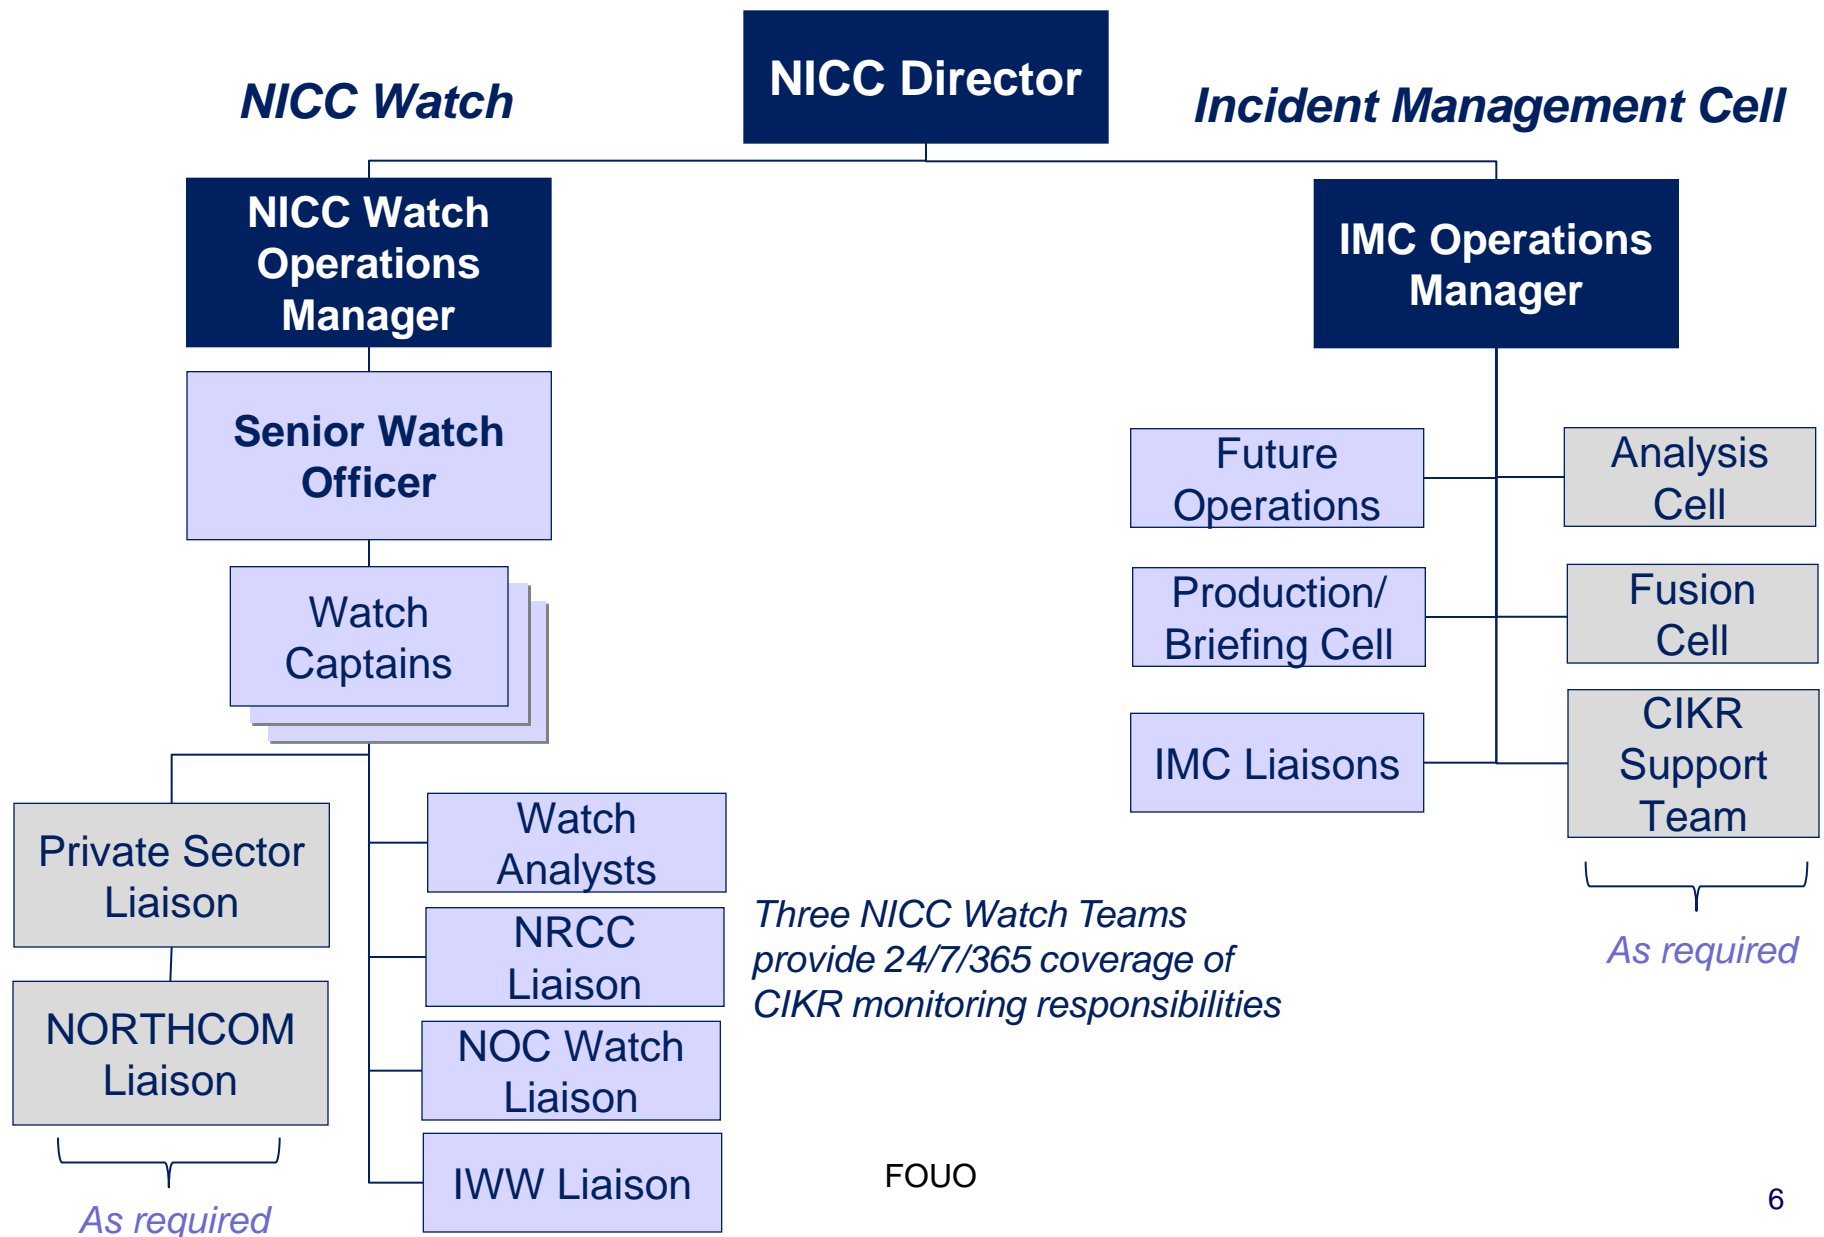 NICC Director
NICC Watch
Incident Management Cell
NICC Watch
Operations
Manager
IMC Operations
Manager
Senior Watch
Officer
Watch
Captains
Private Sector
Liaison
NORTHCOM
Liaison
As required
Watch
Analysts
NRCC
Liaison
NOC Watch
Liaison
IWW Liaison
Three NICC Watch Teams
provide 24/7/365 coverage of
CIKR monitoring responsibilities
Future
Operations
Production/
Briefing Cell
IMC Liaisons
Analysis
Cell
Fusion
Cell
CIKR
Support
Team
As required
FOUO
6